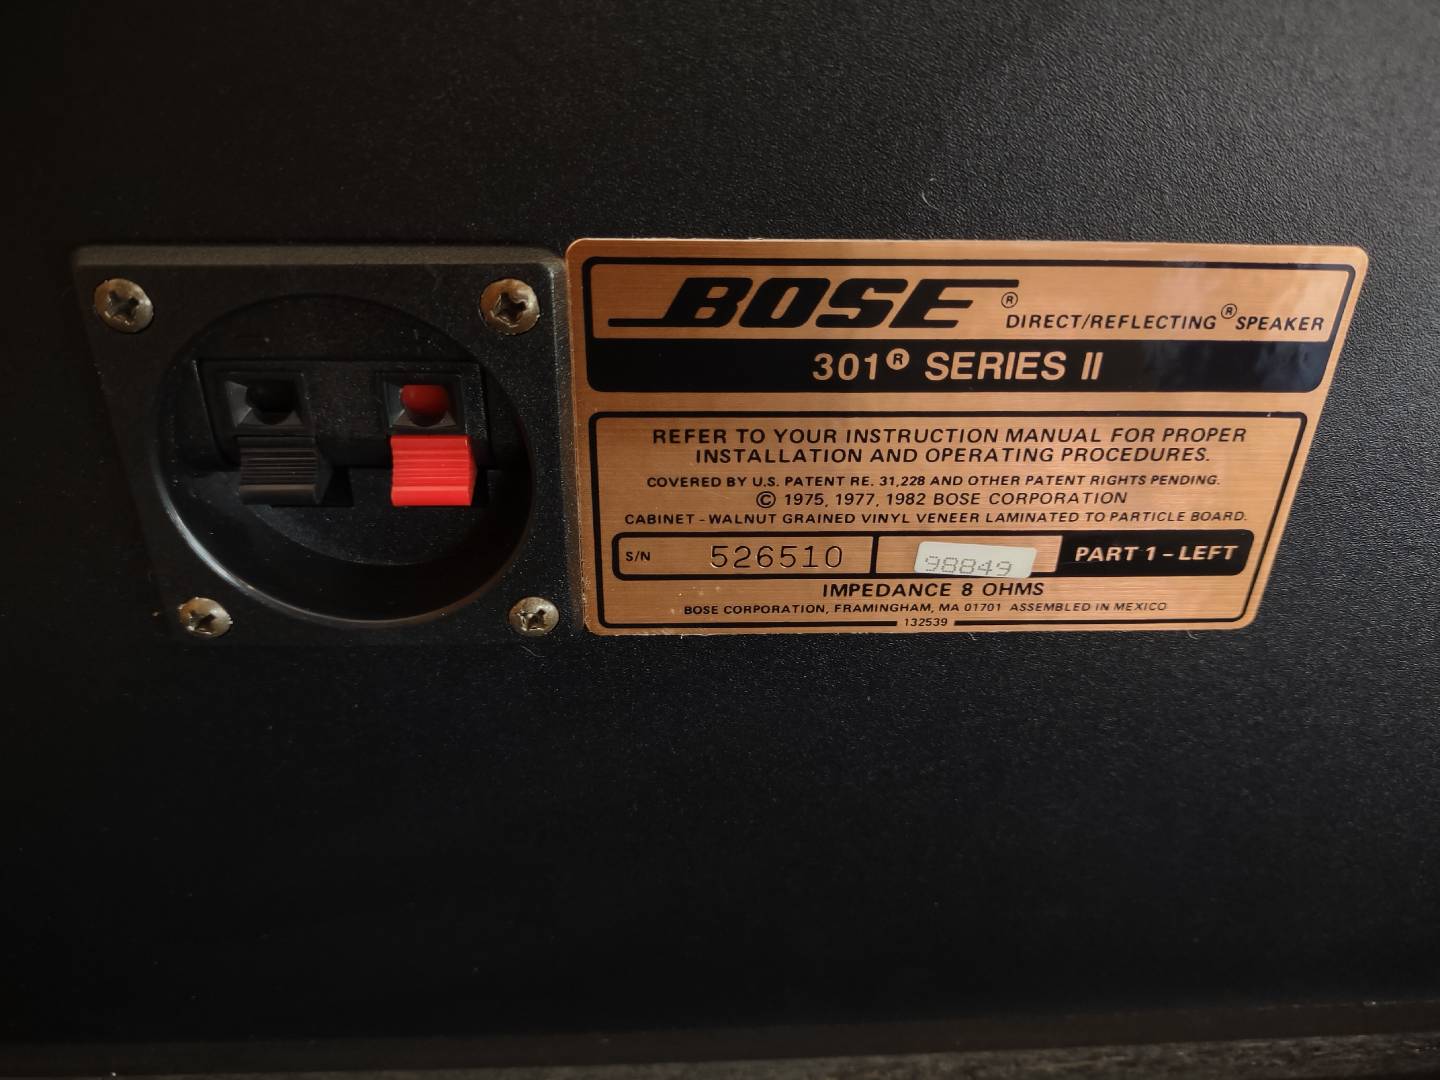 BOSE® DIRECT/REFLECTING® SPEAKER
301® SERIES II
REFER TO YOUR INSTRUCTION MANUAL FOR PROPER
INSTALLATION AND OPERATING PROCEDURES.
COVERED BY U.S. PATENT RE. 31,228 AND OTHER PATENT RIGHTS PENDING.
© 1975, 1977, 1982 BOSE CORPORATION
CABINET - WALNUT GRAINED VINYL VENEER LAMINATED TO PARTICLE BOARD.
S/N 526510 98849 PART 1 - LEFT
IMPEDANCE 8 OHMS
BOSE CORPORATION, FRAMINGHAM, MA 01701 ASSEMBLED IN MEXICO
132539